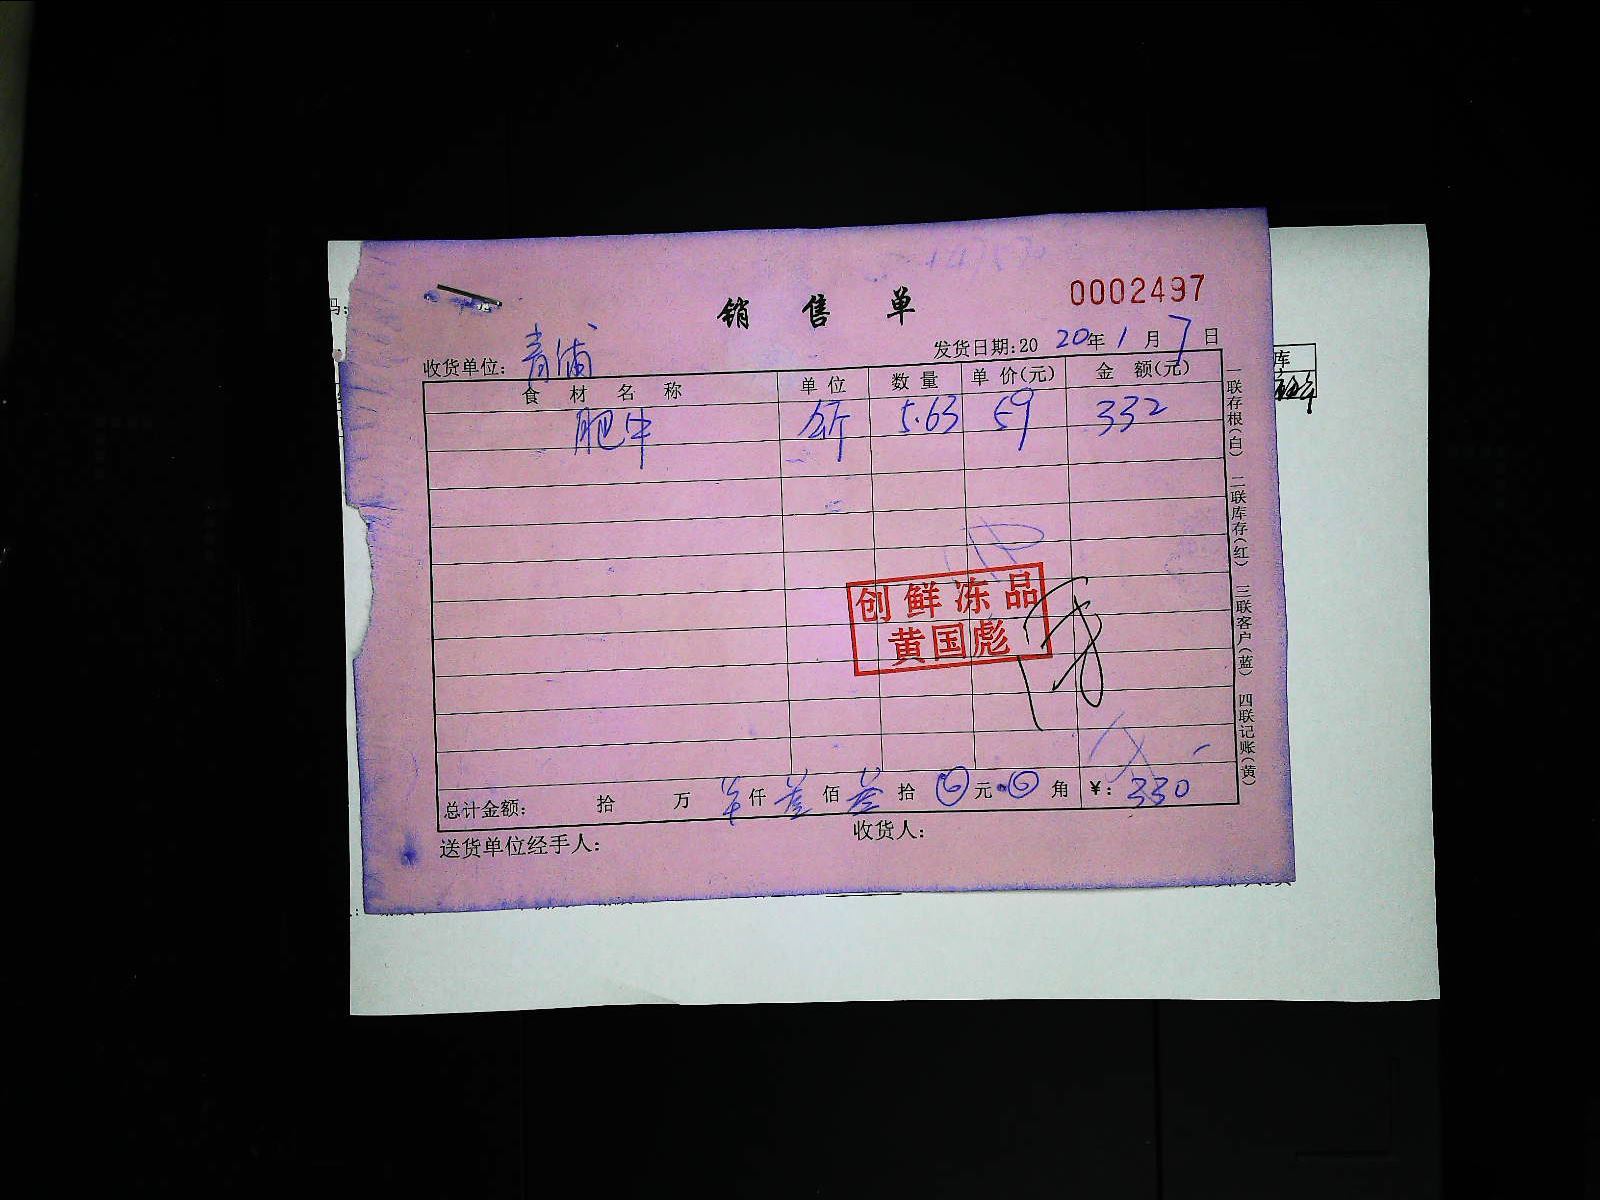 销 售 单
0002497
收货单位: 青浦
发货日期:20 20年 1 月 7 日
食 材 名 称 单 位 数 量 单 价(元) 金 额(元)
肥牛 公斤 5.63 59 332
创鲜冻品
黄国彪
总计金额: 拾 万 仟 叁 佰 叁 拾 元 角 ¥: 330
送货单位经手人: 收货人:
一联存根(白) 二联库存(红) 三联客户(蓝) 四联记账(黄)
库